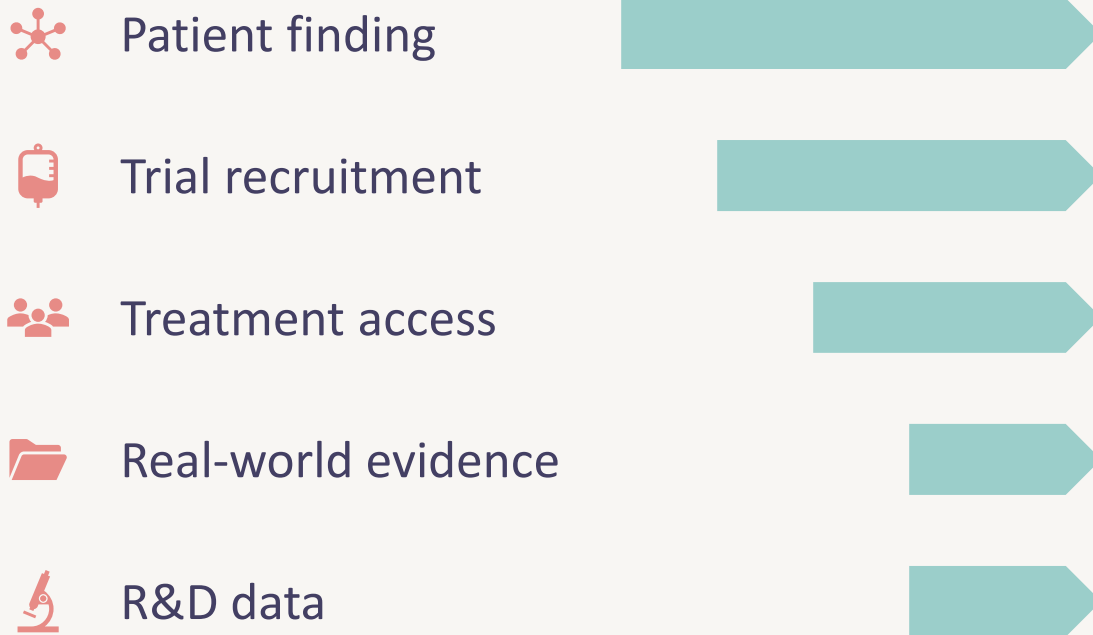 Patient finding
Trial recruitment
Treatment access
Real-world evidence
R&D data